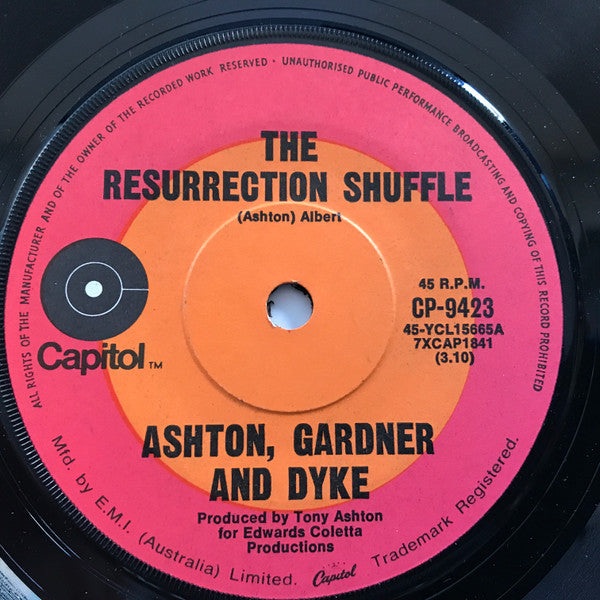 ALL RIGHTS OF THE MANUFACTURER AND OF THE OWNER OF THE RECORDED WORK RESERVED · UNAUTHORISED PUBLIC PERFORMANCE BROADCASTING AND COPYING OF THIS RECORD PROHIBITED
THE
RESURRECTION SHUFFLE
(Ashton) Albert
Capitol TM
45 R.P.M.
CP-9423
45-YCL15665A
7XCAP1841
(3.10)
ASHTON, GARDNER
AND DYKE
Produced by Tony Ashton
for Edwards Coletta
Productions
Mfd. by E.M.I. (Australia) Limited. Capitol Trademark Registered.